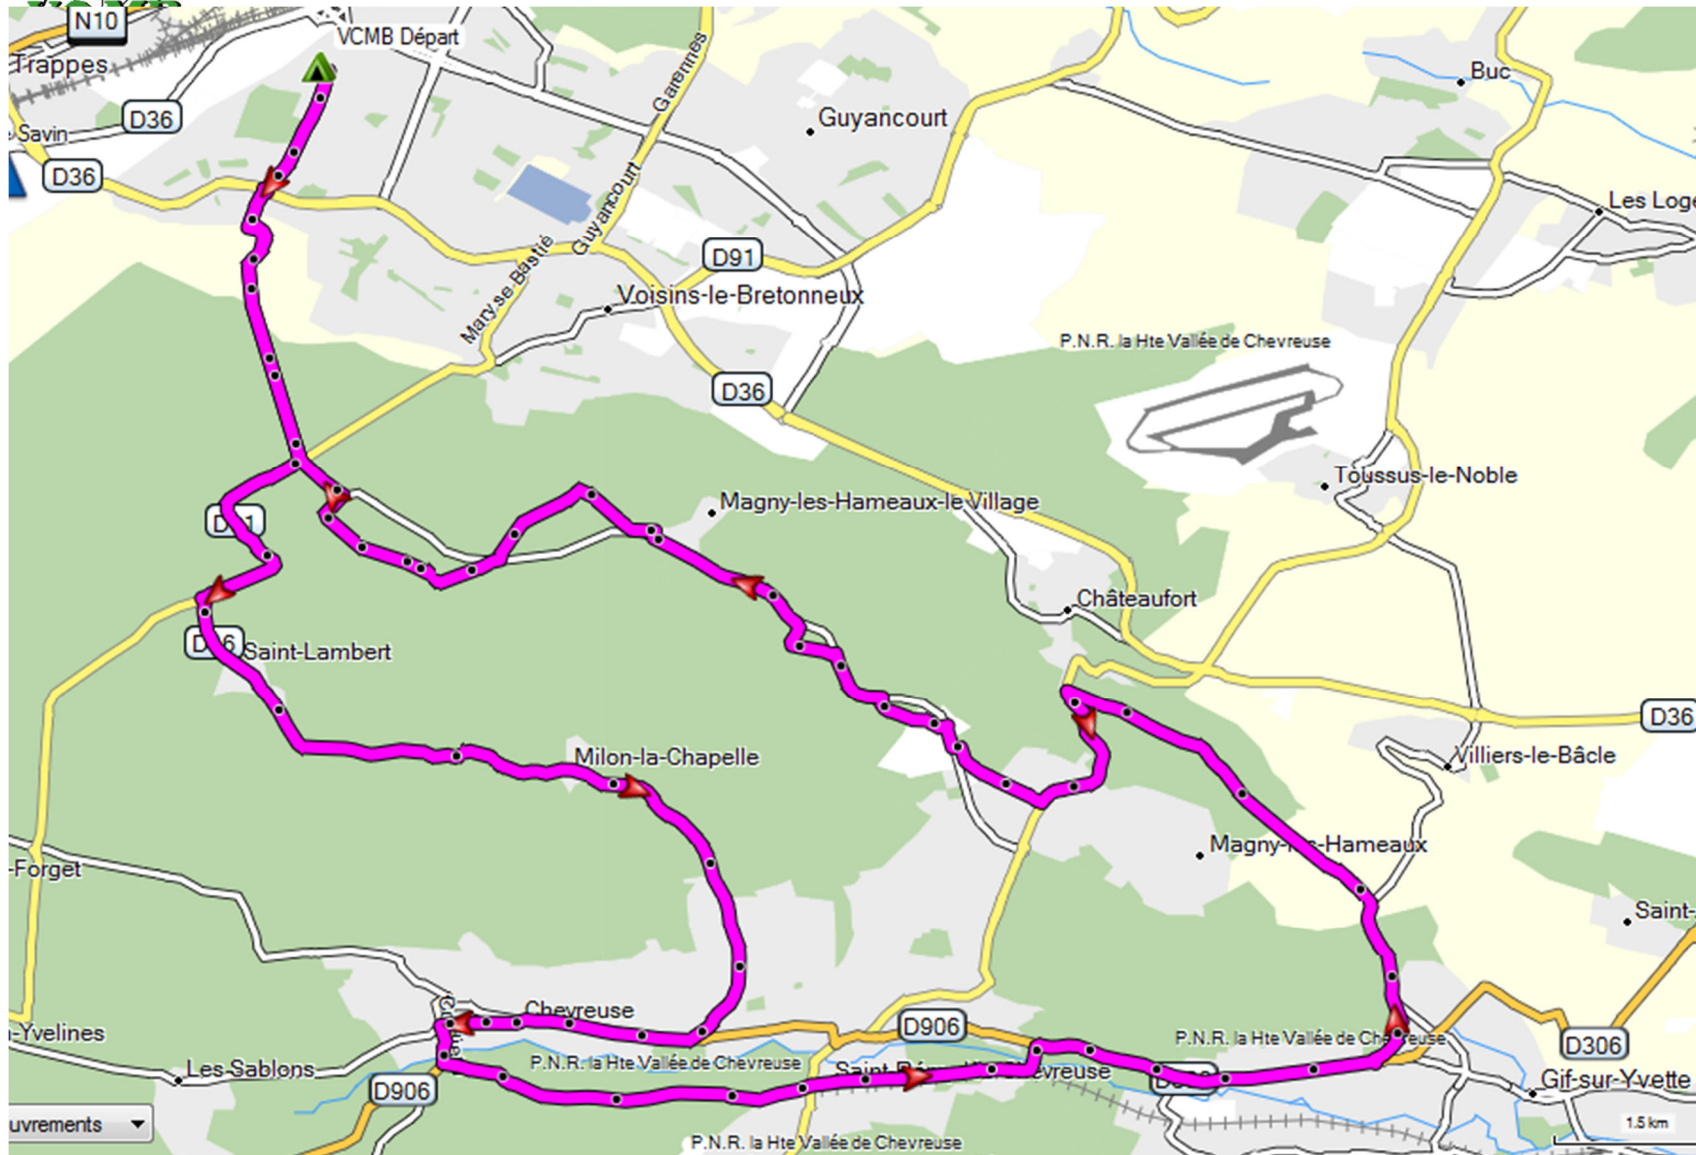 N10
VCMB Départ
Trappes
Buc
D36
Guyancourt
Garennes
Savin
D36
Les Loge
Guyancourt
D91
Maryse-Bastié
Voisins-le-Bretonneux
P.N.R. la Hte Vallée de Chevreuse
D36
Toussus-le-Noble
Magny-les-Hameaux-le Village
Châteaufort
Saint-Lambert
D36
Milon-la-Chapelle
Villiers-le-Bâcle
Magny-les-Hameaux
-Forget
Saint-
Chevreuse
D906
-Yvelines
P.N.R. la Hte Vallée de Chevreuse
D306
P.N.R. la Hte Vallée de Chevreuse
Les Sablons
D906
Gif-sur-Yvette
uvrements
1.5 km
P.N.R. la Hte Vallée de Chevreuse